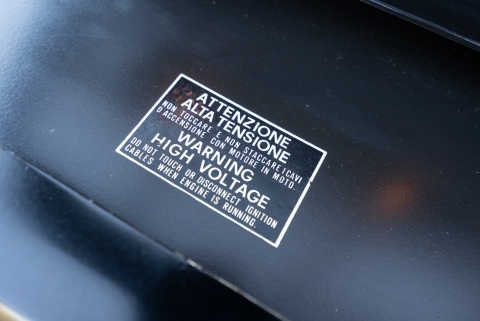 ATTENZIONE
ALTA TENSIONE
NON TOCCARE E NON STACCARE I CAVI
D'ACCENSIONE CON MOTORE IN MOTO
WARNING
HIGH VOLTAGE
DO NOT TOUCH OR DISCONNECT IGNITION
CABLES WHEN ENGINE IS RUNNING.